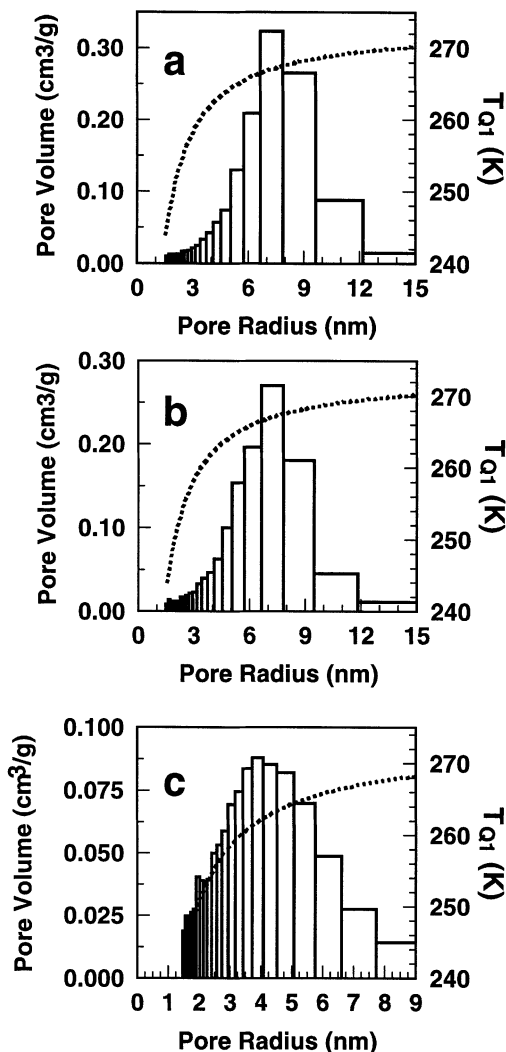 a
Pore Volume (cm3/g)
0.30
0.20
0.10
0.00
270
260
250
240
TQ1 (K)
0 3 6 9 12 15
Pore Radius (nm)
b
Pore Volume (cm3/g)
0.30
0.20
0.10
0.00
270
260
250
240
TQ1 (K)
0 3 6 9 12 15
Pore Radius (nm)
c
Pore Volume (cm³/g)
0.100
0.075
0.050
0.025
0.000
270
260
250
240
TQ1 (K)
0 1 2 3 4 5 6 7 8 9
Pore Radius (nm)